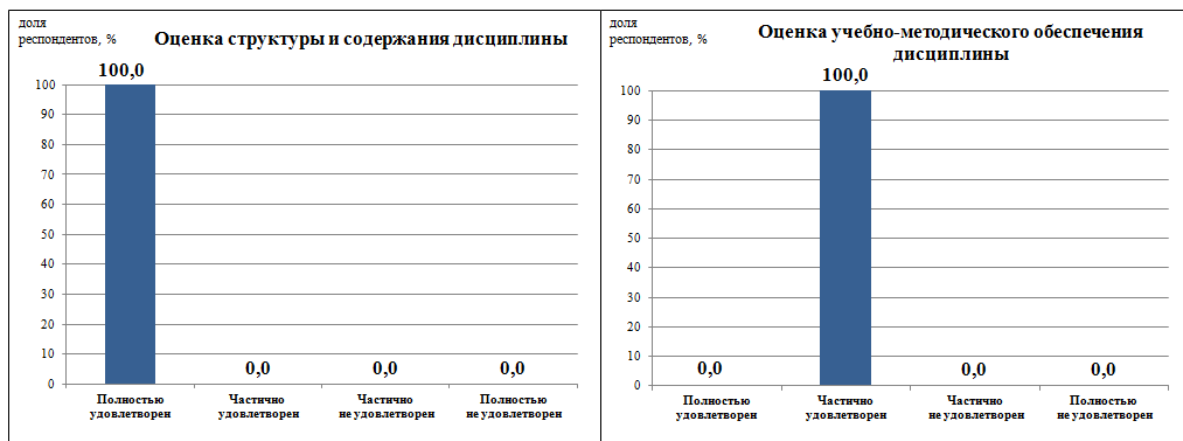 доля
респондентов, %
Оценка структуры и содержания дисциплины
100,0
100
90
80
70
60
50
40
30
20
10
0
0,0
0,0
0,0
Полностью
удовлетворен
Частично
удовлетворен
Частично
не удовлетворен
Полностью
не удовлетворен
доля
респондентов, %
Оценка учебно-методического обеспечения
дисциплины
100,0
100
90
80
70
60
50
40
30
20
10
0
0,0
0,0
0,0
Полностью
удовлетворен
Частично
удовлетворен
Частично
не удовлетворен
Полностью
не удовлетворен